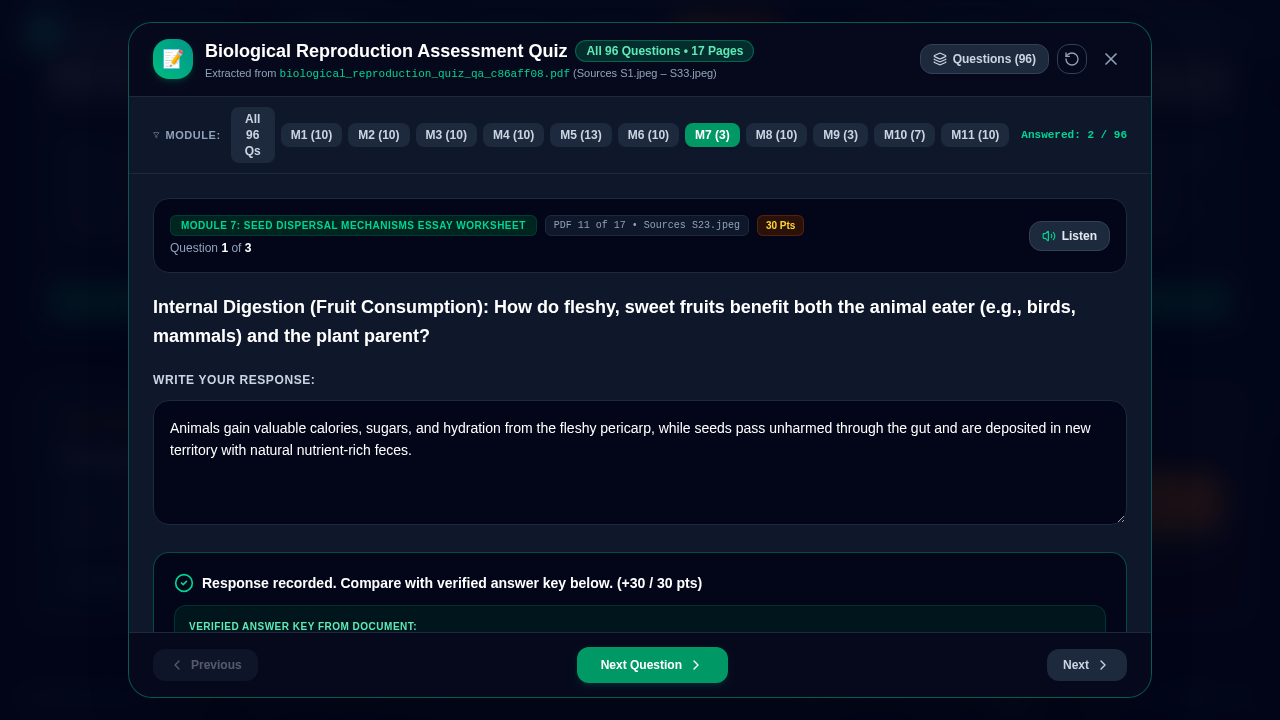 Biological Reproduction Assessment Quiz
All 96 Questions • 17 Pages
Extracted from biological_reproduction_quiz_qa_c86aff08.pdf (Sources S1.jpeg – S33.jpeg)
Questions (96)
MODULE:
All
96
Qs
M1 (10)
M2 (10)
M3 (10)
M4 (10)
M5 (13)
M6 (10)
M7 (3)
M8 (10)
M9 (3)
M10 (7)
M11 (10)
Answered: 2 / 96
MODULE 7: SEED DISPERSAL MECHANISMS ESSAY WORKSHEET
PDF 11 of 17 • Sources S23.jpeg
30 Pts
Question 1 of 3
Listen
Internal Digestion (Fruit Consumption): How do fleshy, sweet fruits benefit both the animal eater (e.g., birds,
mammals) and the plant parent?
WRITE YOUR RESPONSE:
Animals gain valuable calories, sugars, and hydration from the fleshy pericarp, while seeds pass unharmed through the gut and are deposited in new
territory with natural nutrient-rich feces.
Response recorded. Compare with verified answer key below. (+30 / 30 pts)
VERIFIED ANSWER KEY FROM DOCUMENT:
Previous
Next Question
Next